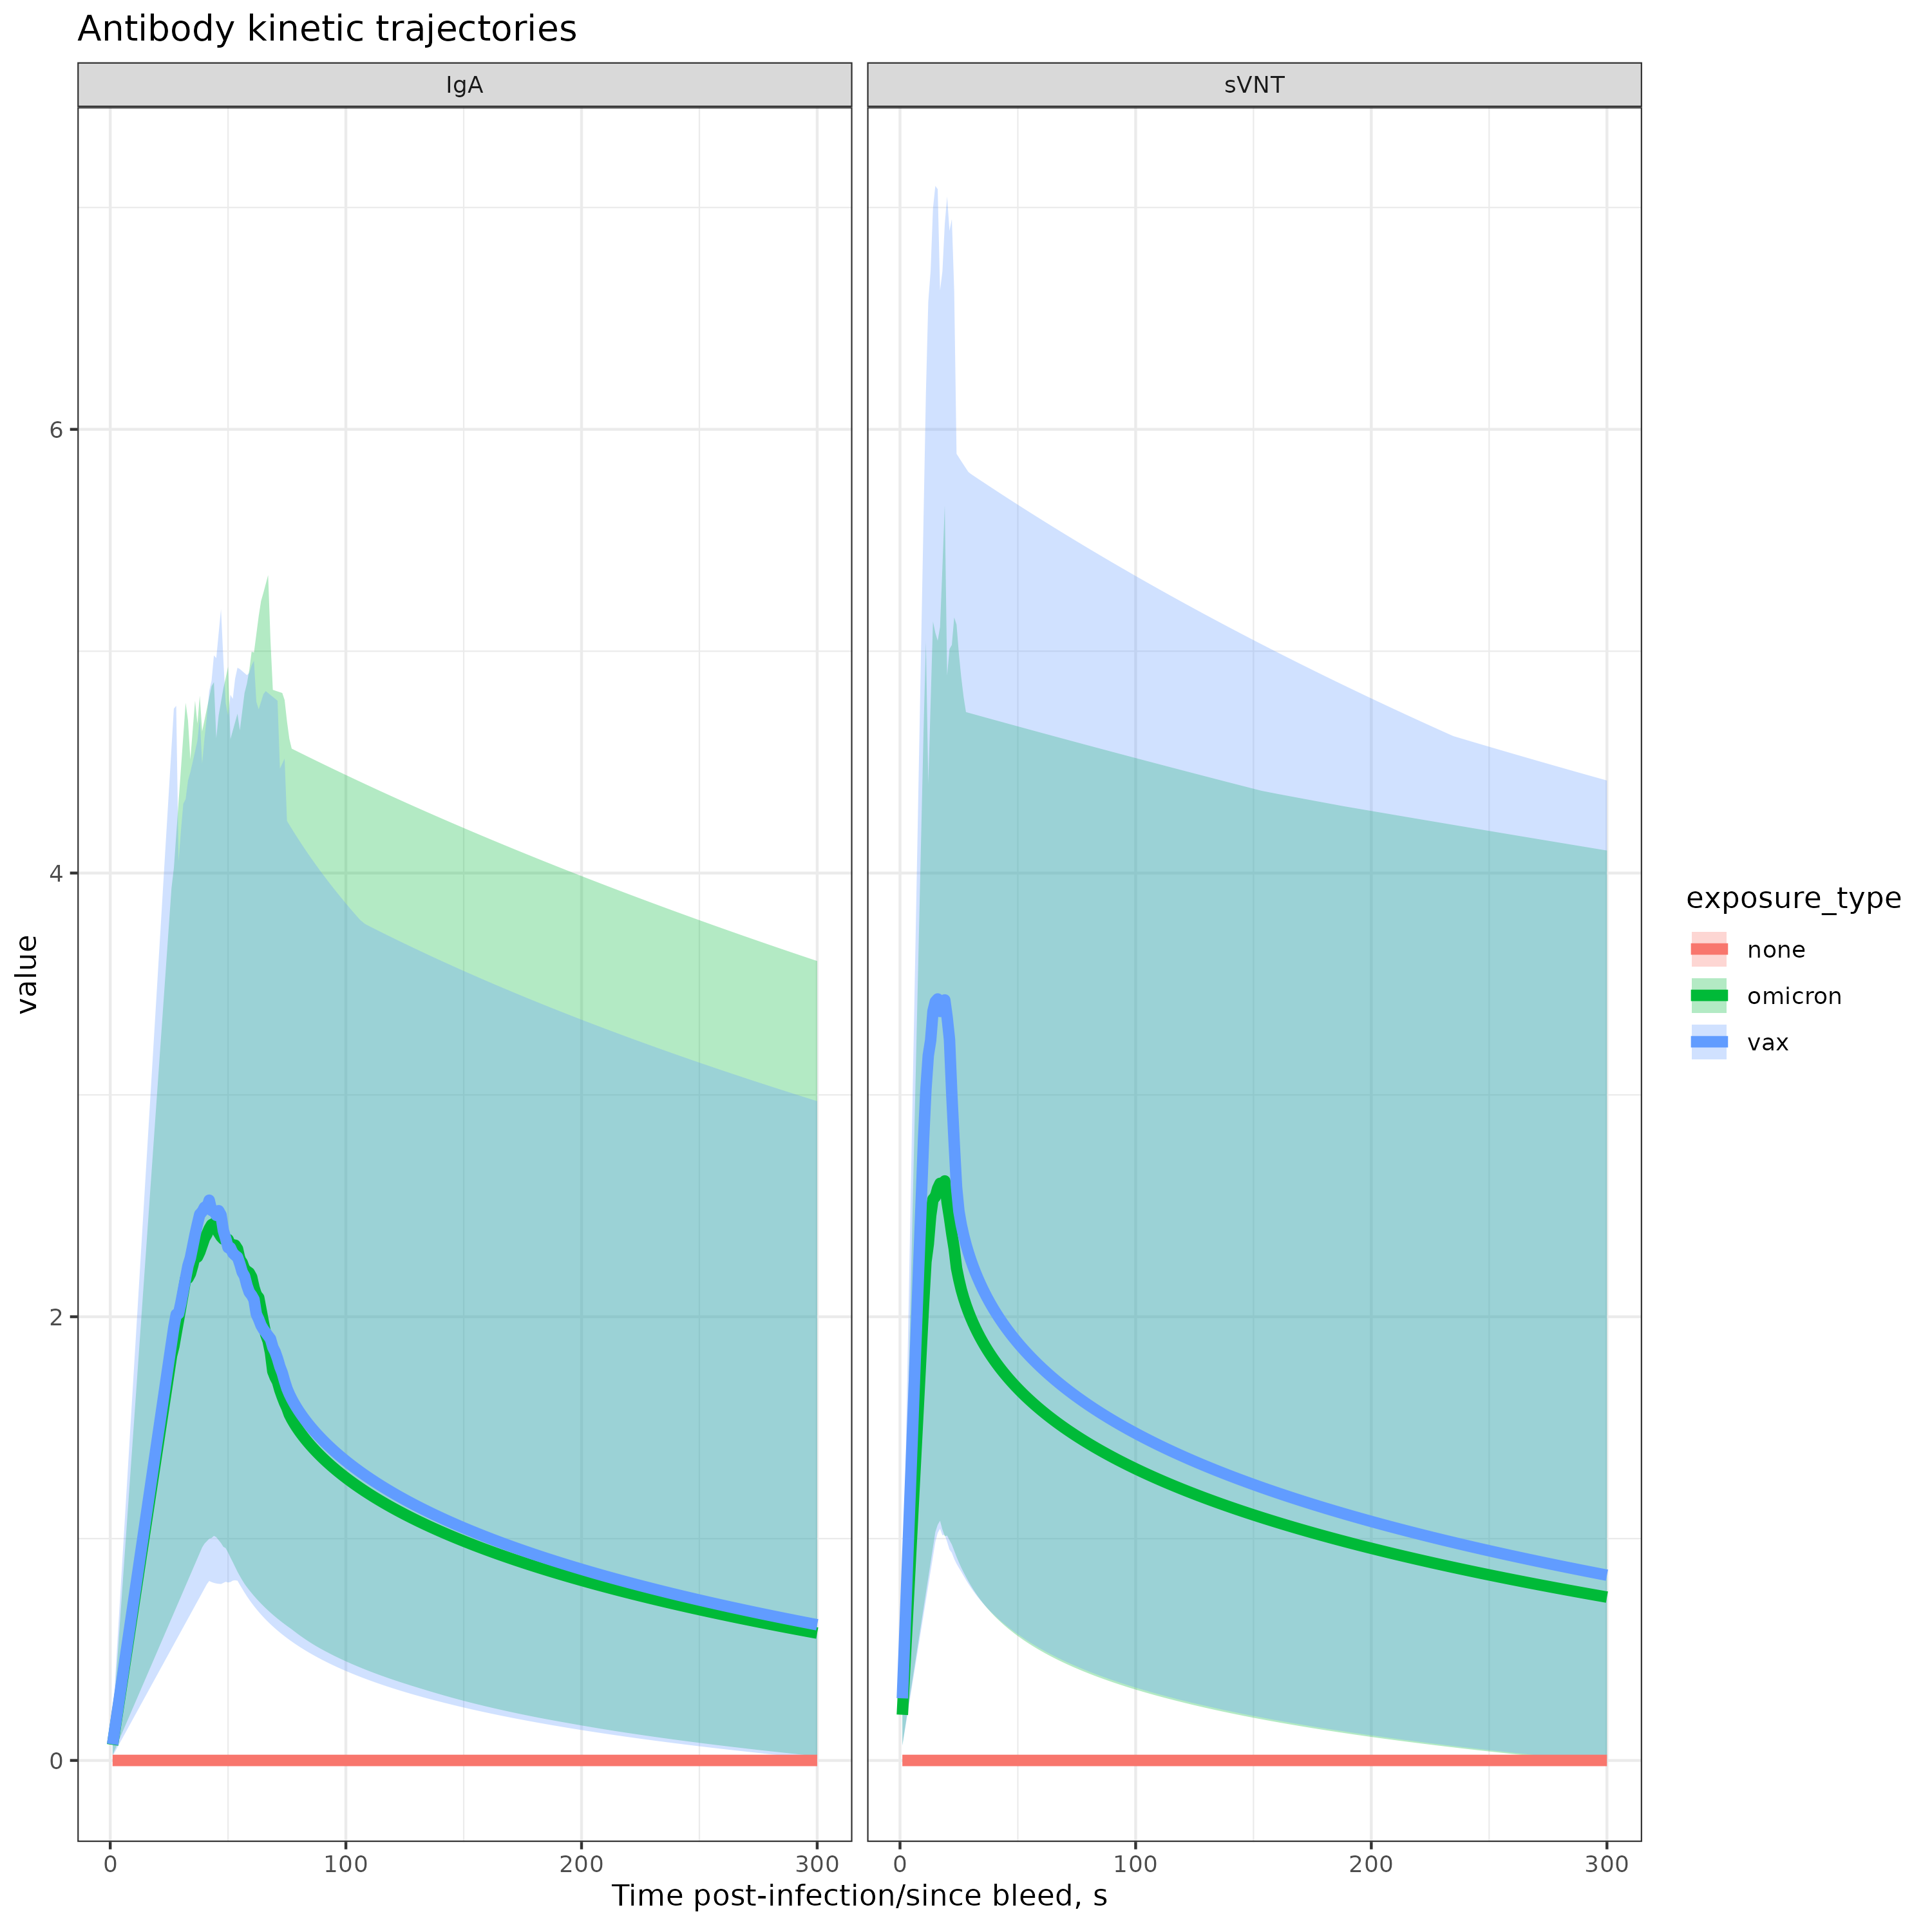 Antibody kinetic trajectories
IgA
sVNT
value
6
4
2
0
0 100 200 300
0 100 200 300
Time post-infection/since bleed, s
exposure_type
none
omicron
vax